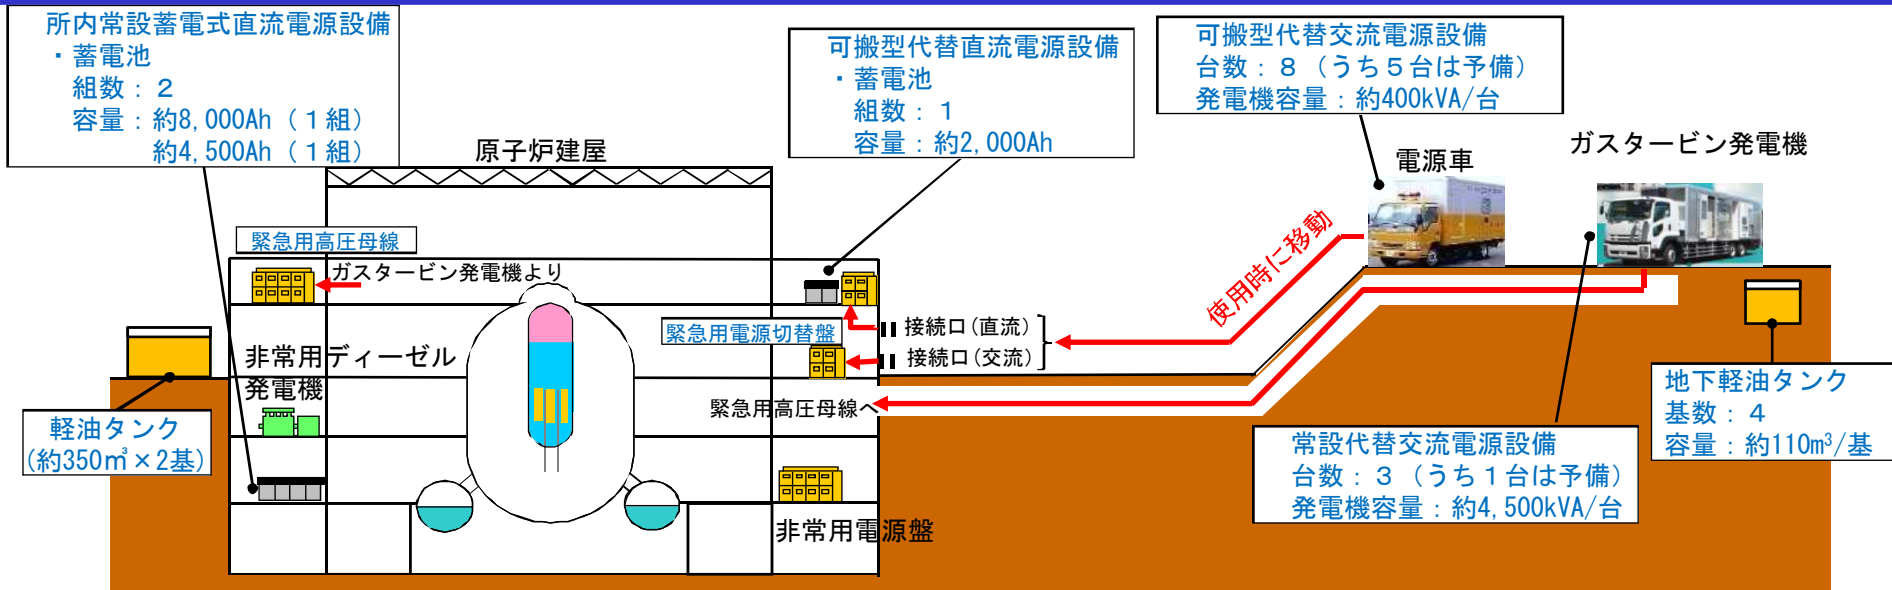 所内常設蓄電式直流電源設備
・蓄電池
組数：２
容量：約8,000Ah（１組）
約4,500Ah（１組）
可搬型代替直流電源設備
・蓄電池
組数：１
容量：約2,000Ah
可搬型代替交流電源設備
台数：８（うち５台は予備）
発電機容量：約400kVA/台
原子炉建屋
電源車
ガスタービン発電機
緊急用高圧母線
ガスタービン発電機より
使用時に移動
緊急用電源切替盤
接続口(直流)
接続口(交流)
非常用ディーゼル
発電機
緊急用高圧母線へ
軽油タンク
(約350㎥×2基)
地下軽油タンク
基数：４
容量：約110m³/基
常設代替交流電源設備
台数：３（うち１台は予備）
発電機容量：約4,500kVA/台
非常用電源盤